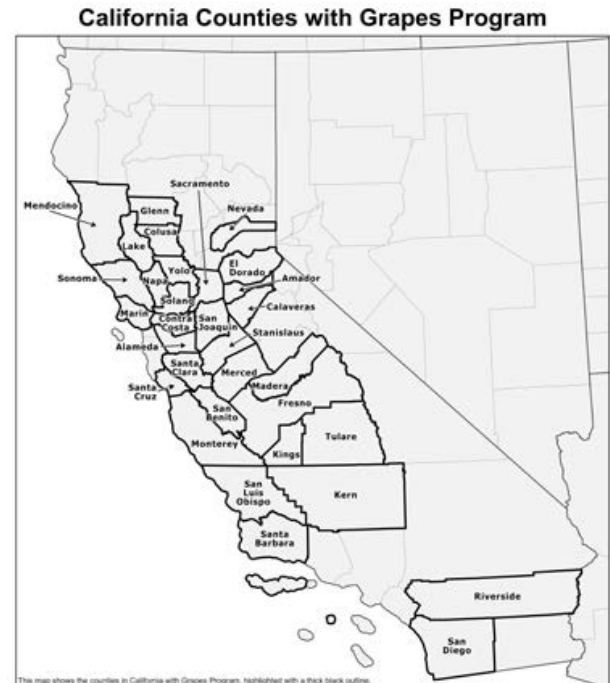 California Counties with Grapes Program
Sacramento
Mendocino
Glenn
Nevada
Colusa
Lake
Yolo
El
Dorado
Sonoma
Napa
Amador
Solano
Calaveras
Marin
Contra
Costa
San
Joaquin
Stanislaus
Alameda
Santa
Clara
Merced
Santa
Cruz
Madera
San
Benito
Fresno
Monterey
Kings
Tulare
San
Luis
Obispo
Kern
Santa
Barbara
Riverside
San
Diego
This map shows the counties in California with Grapes Program, highlighted with a thick black outline.